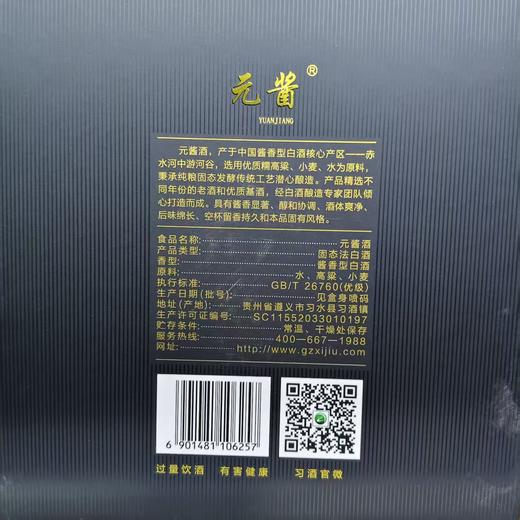 元酱®
YUANJIANG
元酱酒，产于中国酱香型白酒核心产区——赤
水河中游河谷，选用优质糯高粱、小麦、水为原料，
秉承纯粮固态发酵传统工艺潜心酿造。产品精选不
同年份的老酒和优质基酒，经白酒酿造专家团队倾
心打造而成。具有酱香显著、醇和协调、酒体爽净、
后味绵长、空杯留香持久和本品固有风格。
食品名称: 元酱酒
产品类型: 固态法白酒
香型: 酱香型白酒
原料: 水、高粱、小麦
执行标准: GB/T 26760(优级)
生产日期(批号): 见盒身喷码
地址(产地): 贵州省遵义市习水县习酒镇
生产许可证编号: SC11552033010197
贮存条件: 常温、干燥处保存
服务热线: 400-667-1988
网址: http://www.gzxijiu.com
6 901481 106257
过量饮酒 有害健康 习酒官微